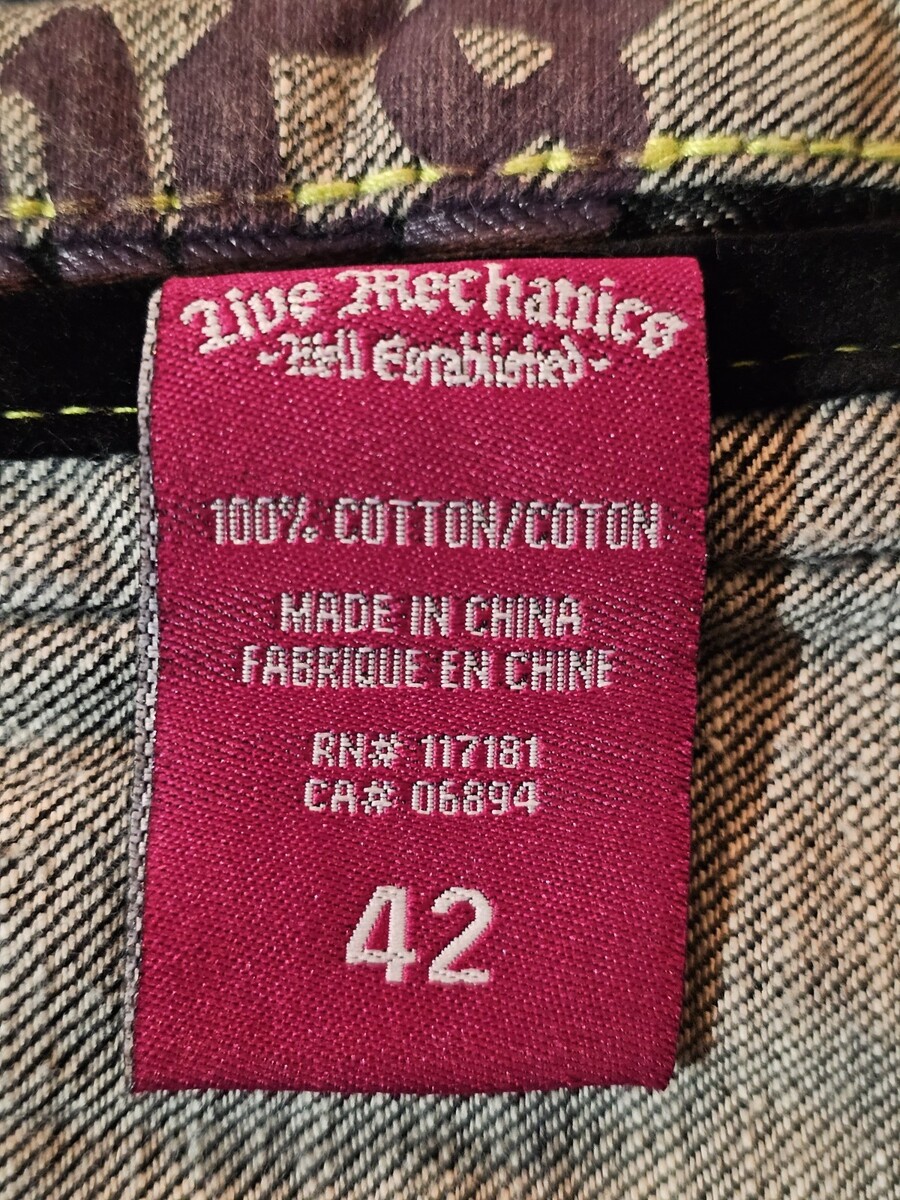 Live Mechanics
-Well Established-
100% COTTON/COTON
MADE IN CHINA
FABRIQUE EN CHINE
RN# 117181
CA# 06894
42